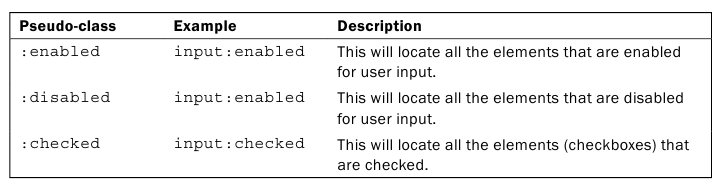 Pseudo-class Example Description
:enabled input:enabled This will locate all the elements that are enabled
for user input.
:disabled input:enabled This will locate all the elements that are disabled
for user input.
:checked input:checked This will locate all the elements (checkboxes) that
are checked.